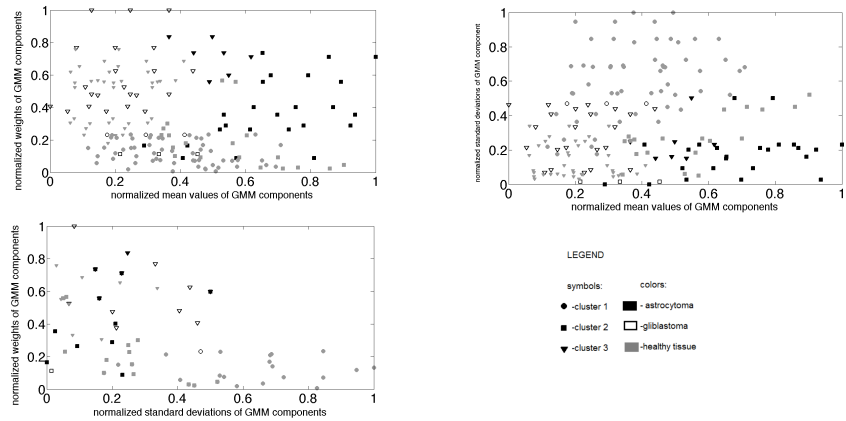 normalized weights of GMM components
1
0.8
0.6
0.4
0.2
0
0
0.2
0.4
0.6
0.8
1
normalized mean values of GMM components
normalized standard deviations of GMM component
1
0.8
0.6
0.4
0.2
0
0
0.2
0.4
0.6
0.8
1
normalized mean values of GMM components
normalized weights of GMM components
1
0.8
0.6
0.4
0.2
0
0
0.2
0.4
0.6
0.8
1
normalized standard deviations of GMM components
LEGEND
symbols:
colors:
-cluster 1
- astrocytoma
-cluster 2
-gliblastoma
-cluster 3
-healthy tissue